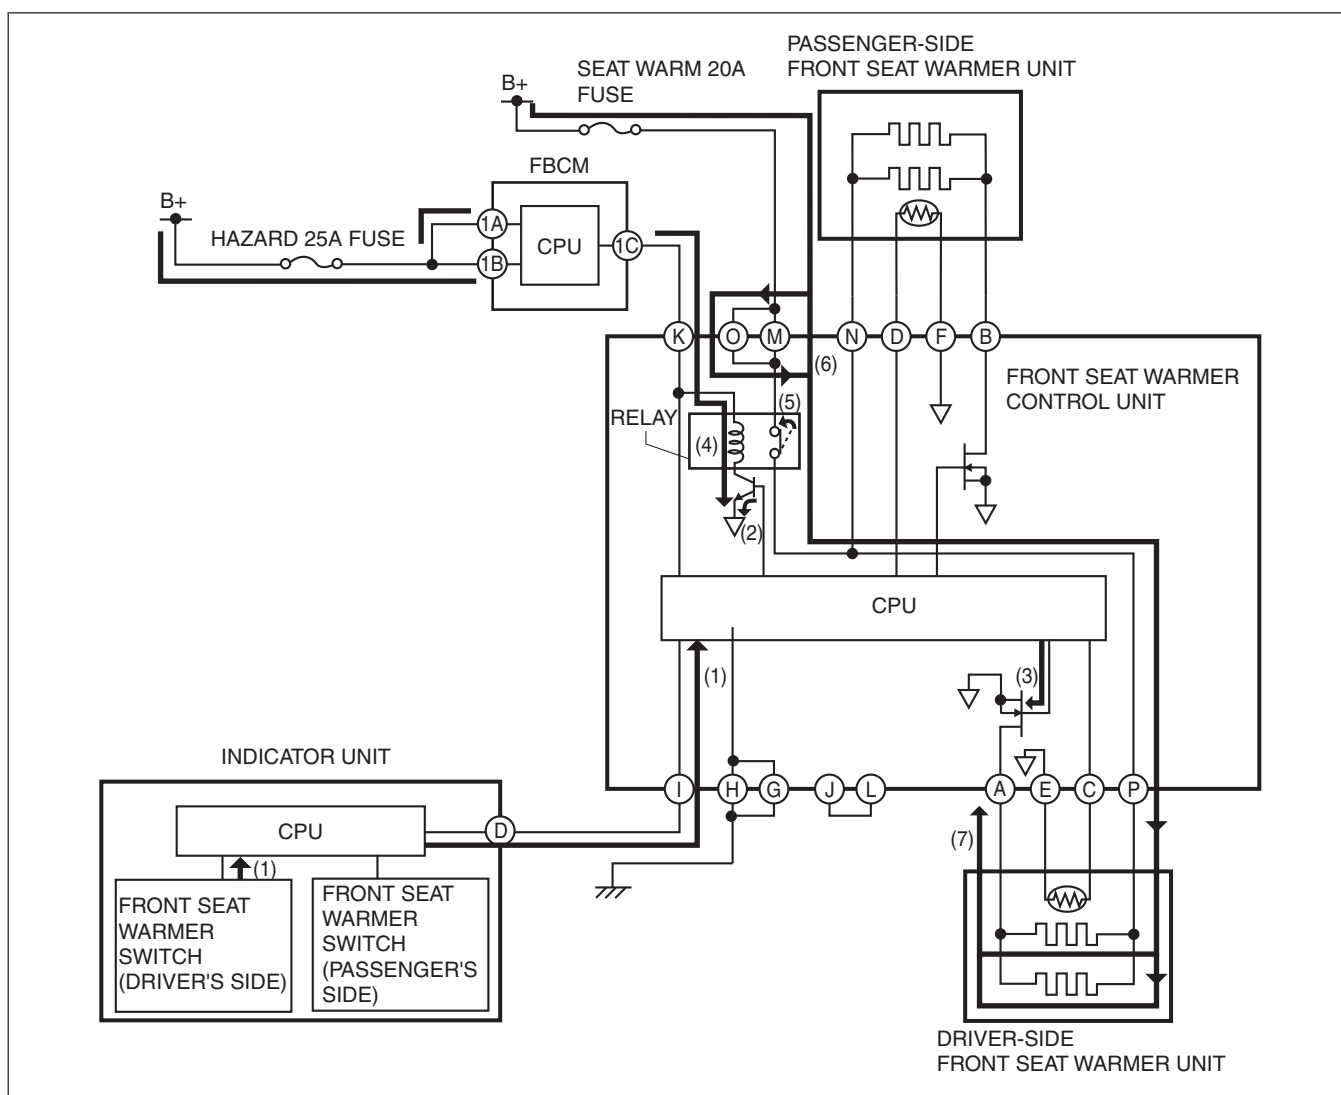 PASSENGER-SIDE
FRONT SEAT WARMER UNIT
SEAT WARM 20A
FUSE
B+
FBCM
B+
1A
HAZARD 25A FUSE
CPU
1C
1B
K
O
M
N
D
F
B
(6)
FRONT SEAT WARMER
CONTROL UNIT
(5)
RELAY
(4)
(2)
CPU
(1)
(3)
INDICATOR UNIT
I
H
G
J
L
A
E
C
P
CPU
D
(7)
(1)
FRONT SEAT
WARMER
SWITCH
(DRIVER'S SIDE)
FRONT SEAT
WARMER
SWITCH
(PASSENGER'S
SIDE)
DRIVER-SIDE
FRONT SEAT WARMER UNIT